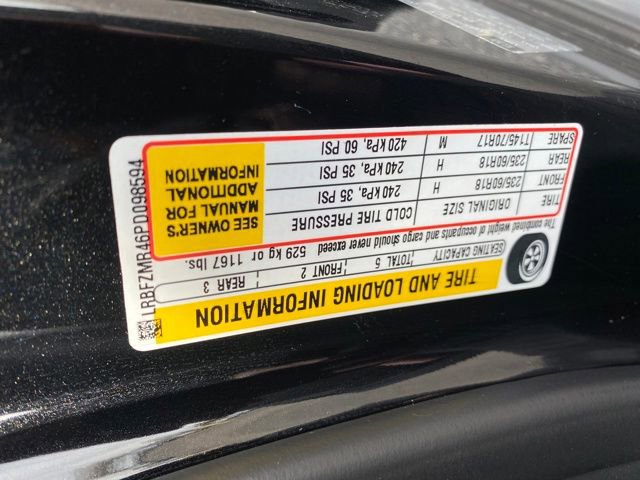 TIRE AND LOADING INFORMATION
SEATING CAPACITY TOTAL 5 FRONT 2 REAR 3
The combined weight of occupants and cargo should never exceed 529 kg or 1167 lbs.
TIRE ORIGINAL SIZE COLD TIRE PRESSURE
FRONT 235/60R18 H 240 kPa, 35 PSI
REAR 235/60R18 H 240 kPa, 35 PSI
SPARE T145/70R17 M 420 kPa, 60 PSI
SEE OWNER'S
MANUAL FOR
ADDITIONAL
INFORMATION
LRBFZMR46PD098594